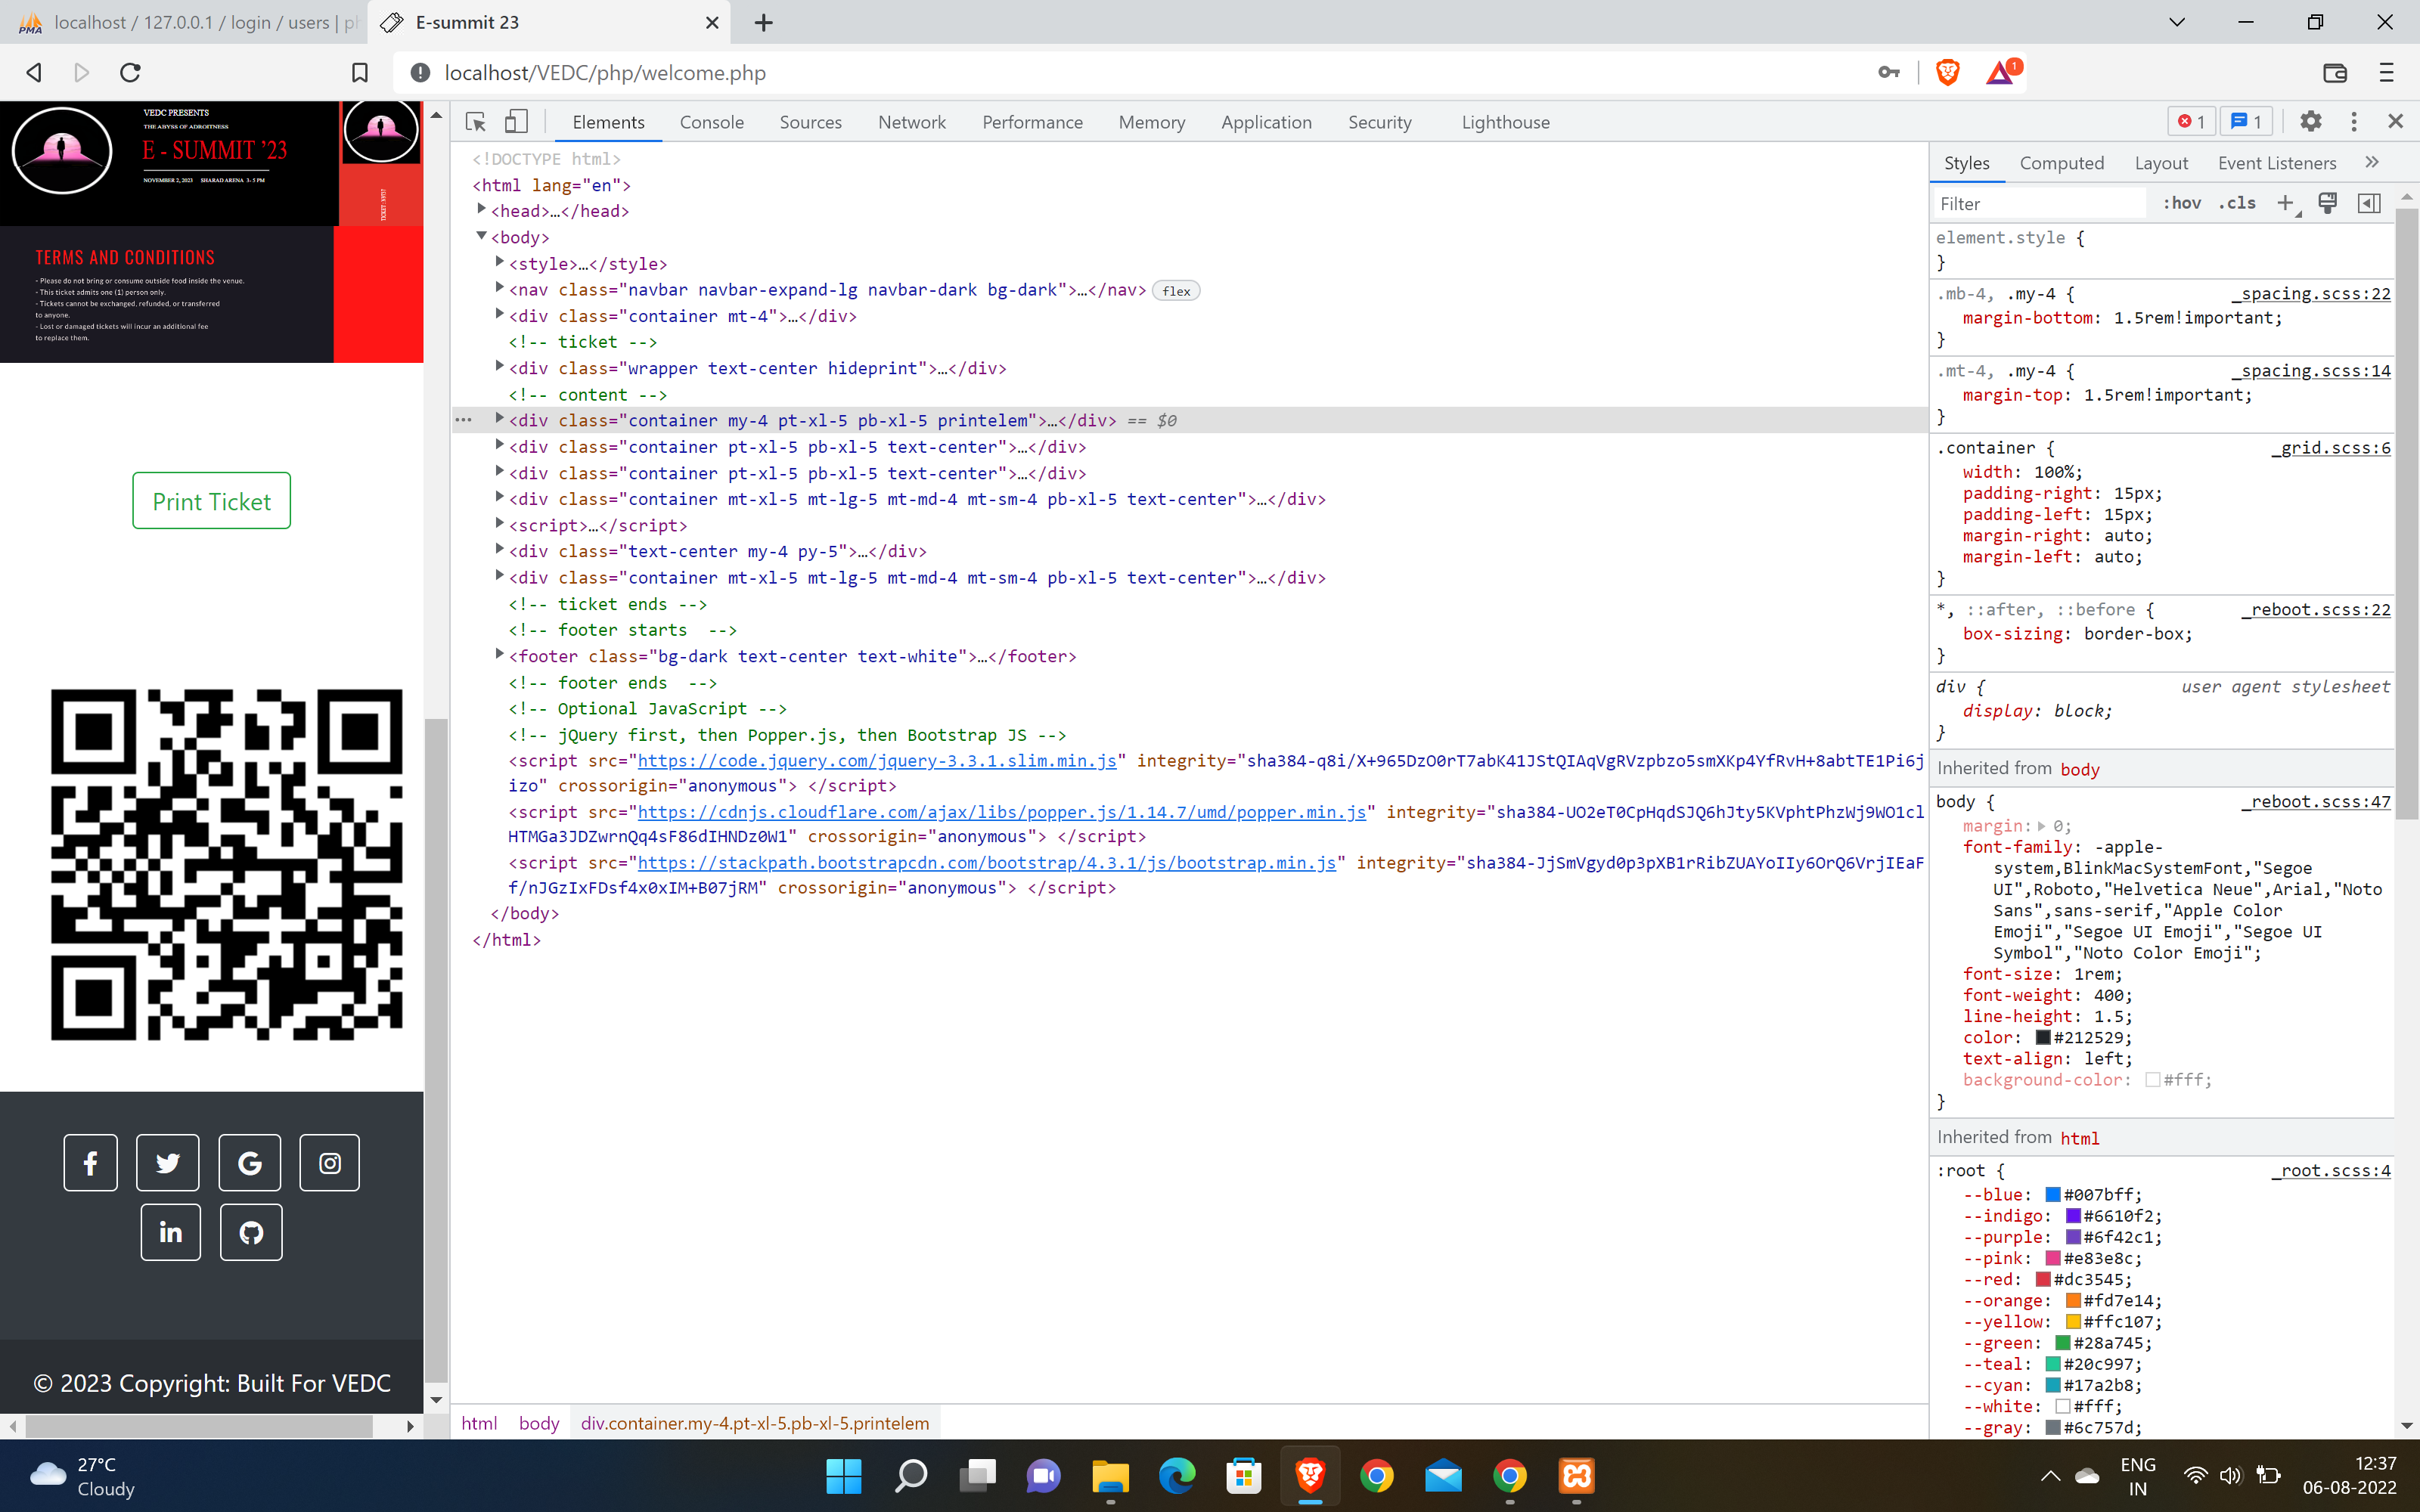 localhost / 127.0.0.1 / login / users | ph
E-summit 23
localhost/VEDC/php/welcome.php
1
VEDC PRESENTS
THE ABYSS OF ADROITNESS
E - SUMMIT ’23
NOVEMBER 2, 2023 SHARAD ARENA 3- 5 PM
TERMS AND CONDITIONS
- Please do not bring or consume outside food inside the venue.
- This ticket admits one (1) person only.
- Tickets cannot be exchanged, refunded, or transferred
to anyone.
- Lost or damaged tickets will incur an additional fee
to replace them.
Print Ticket
© 2023 Copyright: Built For VEDC
Elements Console Sources Network Performance Memory Application Security Lighthouse
1 1
<!DOCTYPE html>
<html lang="en">
<head>…</head>
<body>
<style>…</style>
<nav class="navbar navbar-expand-lg navbar-dark bg-dark">…</nav> flex
<div class="container mt-4">…</div>
<!-- ticket -->
<div class="wrapper text-center hideprint">…</div>
<!-- content -->
<div class="container my-4 pt-xl-5 pb-xl-5 printelem">…</div> == $0
<div class="container pt-xl-5 pb-xl-5 text-center">…</div>
<div class="container pt-xl-5 pb-xl-5 text-center">…</div>
<div class="container mt-xl-5 mt-lg-5 mt-md-4 mt-sm-4 pb-xl-5 text-center">…</div>
<script>…</script>
<div class="text-center my-4 py-5">…</div>
<div class="container mt-xl-5 mt-lg-5 mt-md-4 mt-sm-4 pb-xl-5 text-center">…</div>
<!-- ticket ends -->
<!-- footer starts  -->
<footer class="bg-dark text-center text-white">…</footer>
<!-- footer ends  -->
<!-- Optional JavaScript -->
<!-- jQuery first, then Popper.js, then Bootstrap JS -->
<script src="https://code.jquery.com/jquery-3.3.1.slim.min.js" integrity="sha384-q8i/X+965DzO0rT7abK41JStQIAqVgRVzpbzo5smXKp4YfRvH+8abtTE1Pi6j
izo" crossorigin="anonymous"> </script>
<script src="https://cdnjs.cloudflare.com/ajax/libs/popper.js/1.14.7/umd/popper.min.js" integrity="sha384-UO2eT0CpHqdSJQ6hJty5KVphtPhzWj9WO1cl
HTMGa3JDZwrnQq4sF86dIHNDz0W1" crossorigin="anonymous"> </script>
<script src="https://stackpath.bootstrapcdn.com/bootstrap/4.3.1/js/bootstrap.min.js" integrity="sha384-JjSmVgyd0p3pXB1rRibZUAYoIIy6OrQ6VrjIEaF
f/nJGzIxFDsf4x0xIM+B07jRM" crossorigin="anonymous"> </script>
</body>
</html>
html body div.container.my-4.pt-xl-5.pb-xl-5.printelem
Styles Computed Layout Event Listeners
Filter :hov .cls
element.style {
}
.mb-4, .my-4 { _spacing.scss:22
margin-bottom: 1.5rem!important;
}
.mt-4, .my-4 { _spacing.scss:14
margin-top: 1.5rem!important;
}
.container { _grid.scss:6
width: 100%;
padding-right: 15px;
padding-left: 15px;
margin-right: auto;
margin-left: auto;
}
*, ::after, ::before { _reboot.scss:22
box-sizing: border-box;
}
div { user agent stylesheet
display: block;
}
Inherited from body
body { _reboot.scss:47
margin: 0;
font-family: -apple-
system,BlinkMacSystemFont,"Segoe
UI",Roboto,"Helvetica Neue",Arial,"Noto
Sans",sans-serif,"Apple Color
Emoji","Segoe UI Emoji","Segoe UI
Symbol","Noto Color Emoji";
font-size: 1rem;
font-weight: 400;
line-height: 1.5;
color: #212529;
text-align: left;
background-color: #fff;
}
Inherited from html
:root { _root.scss:4
--blue: #007bff;
--indigo: #6610f2;
--purple: #6f42c1;
--pink: #e83e8c;
--red: #dc3545;
--orange: #fd7e14;
--yellow: #ffc107;
--green: #28a745;
--teal: #20c997;
--cyan: #17a2b8;
--white: #fff;
--gray: #6c757d;
27°C
Cloudy
ENG
IN
12:37
06-08-2022